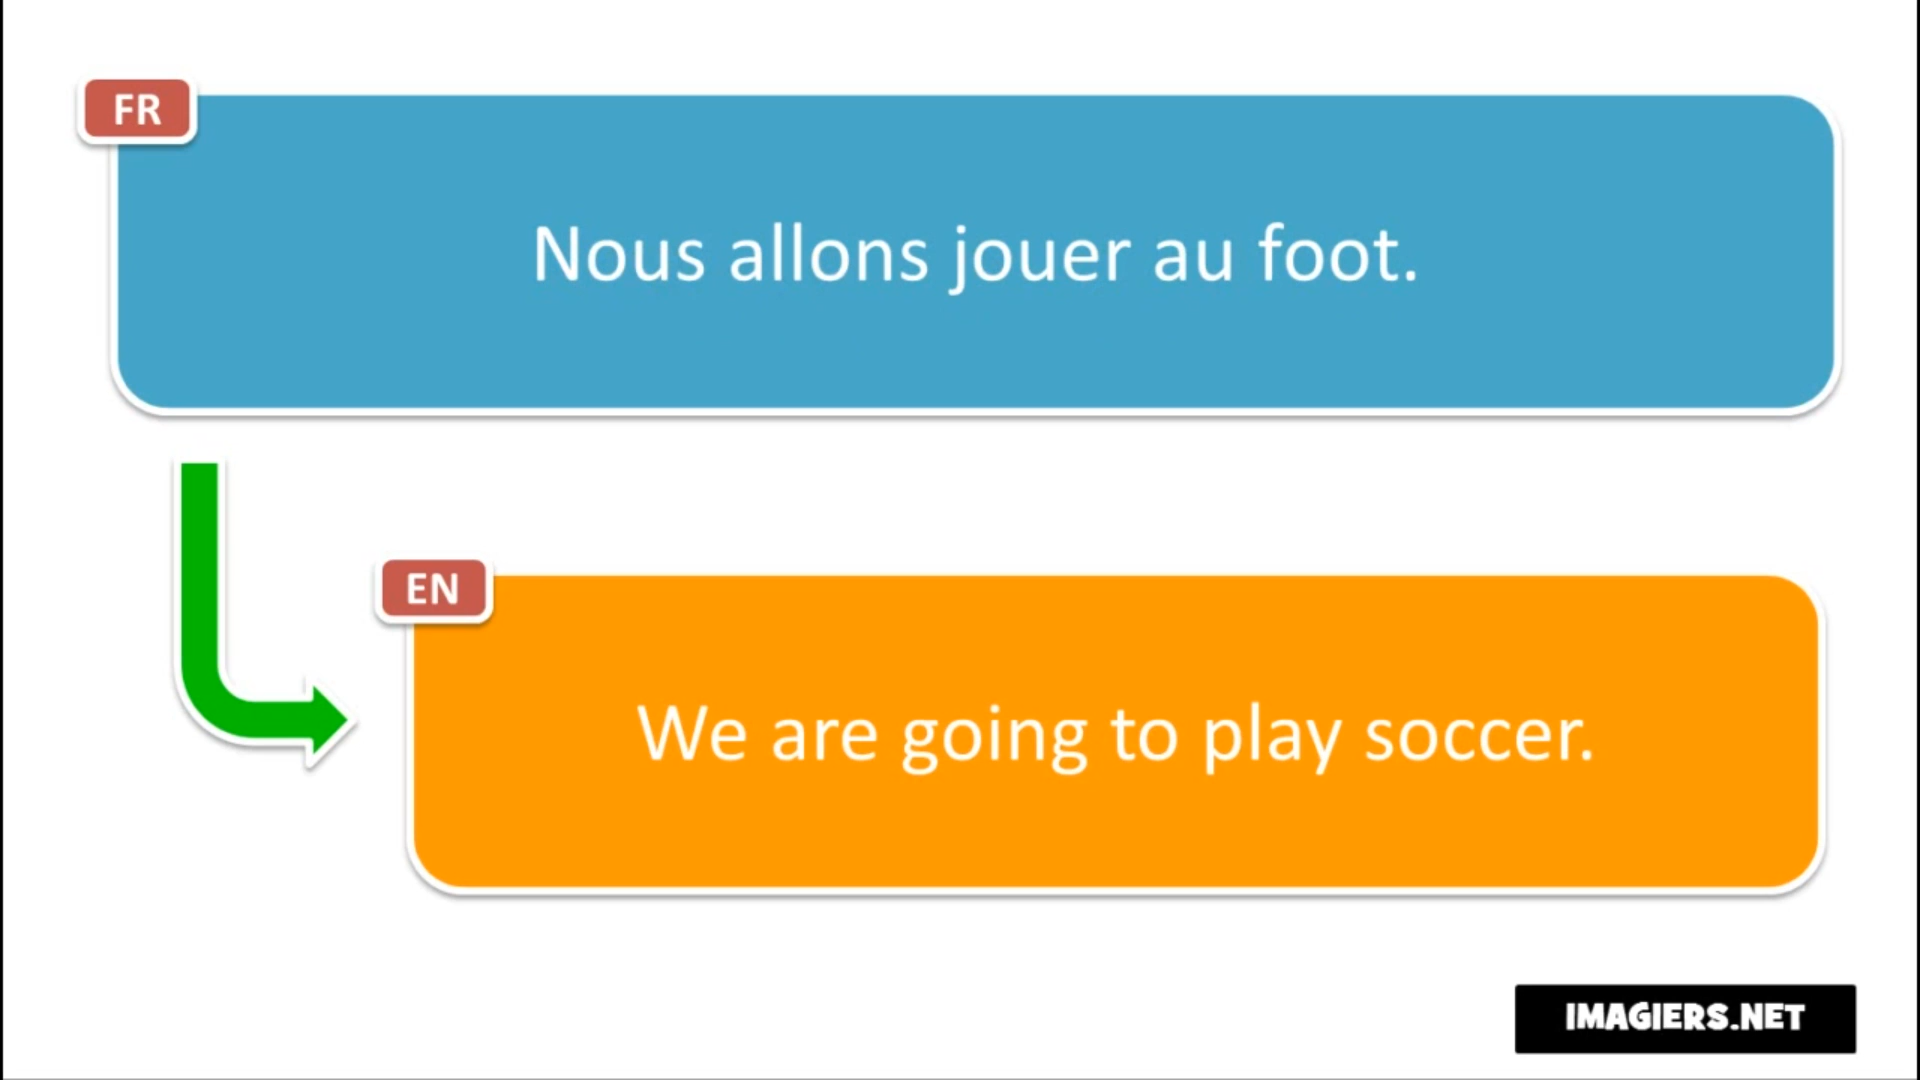 FR
Nous allons jouer au foot.
EN
We are going to play soccer.
IMAGIERS.NET